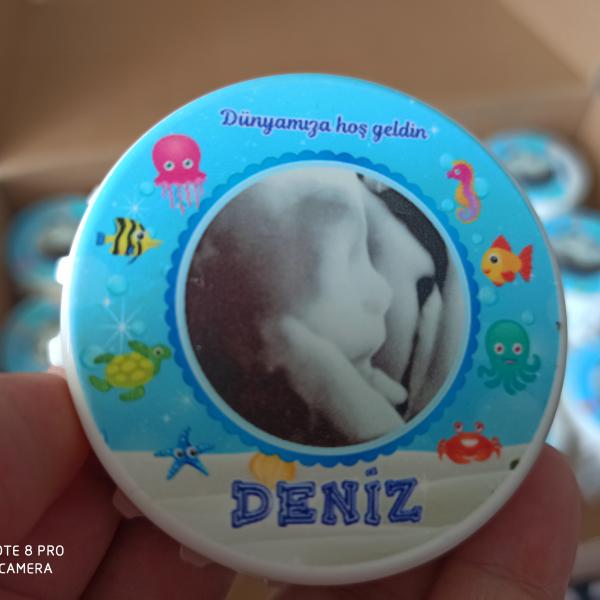 Dünyamıza hoş geldin
DENİZ
OTE 8 PRO
CAMERA